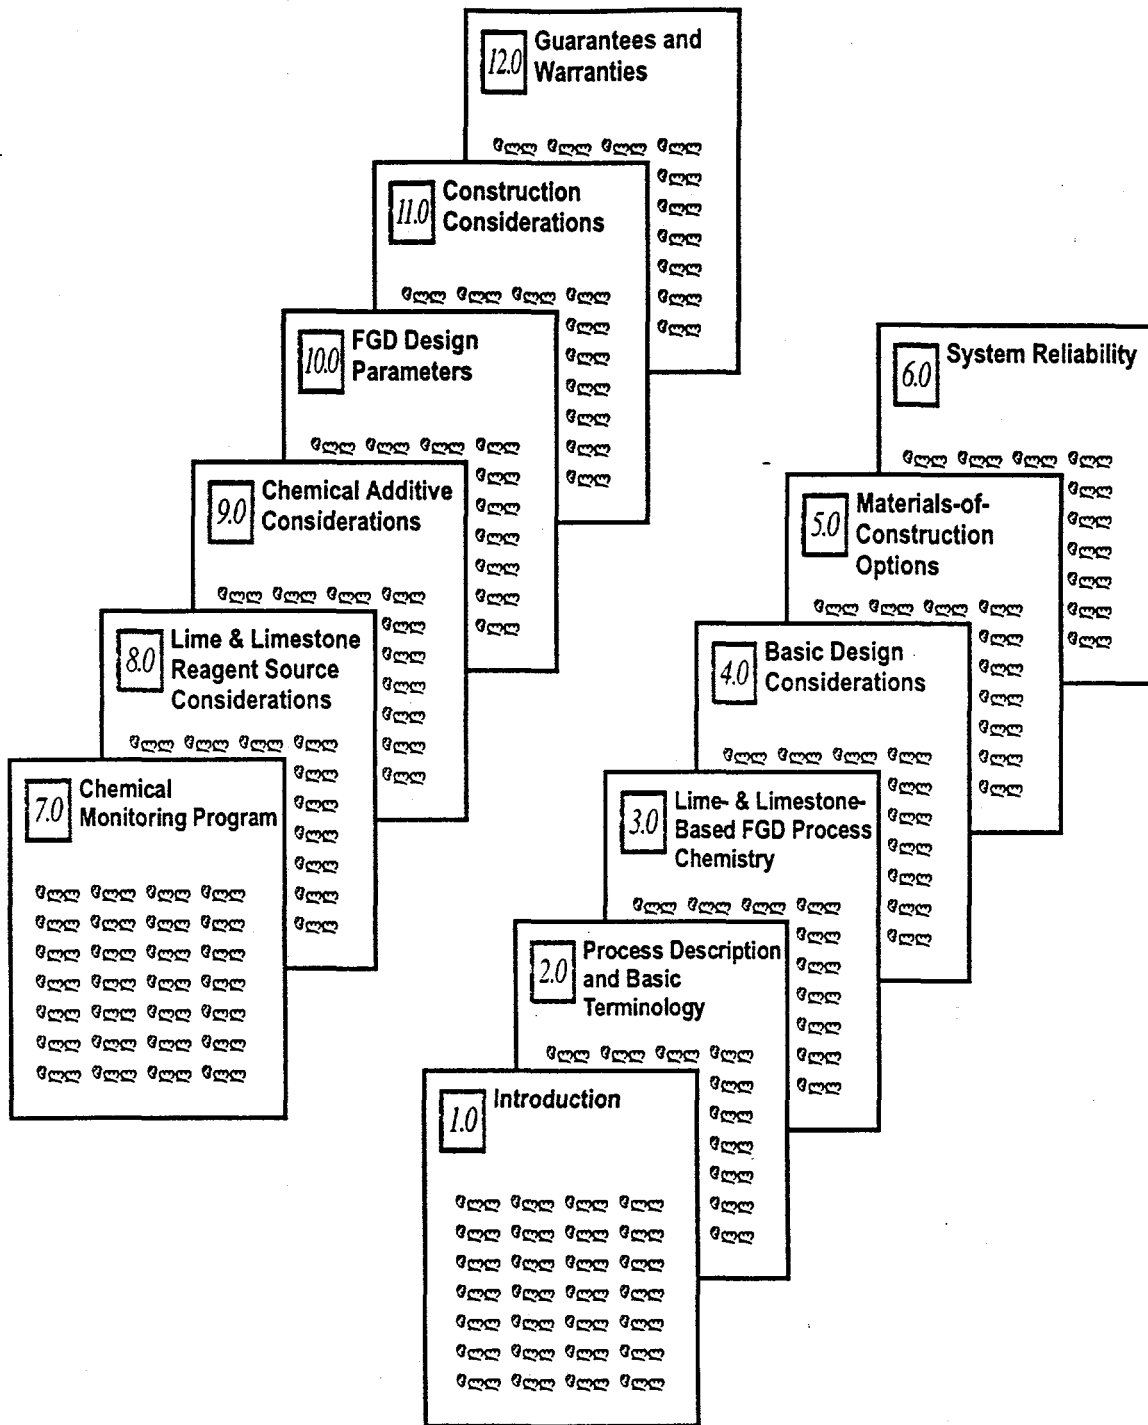 12.0
Guarantees and
Warranties
11.0
Construction
Considerations
10.0
FGD Design
Parameters
9.0
Chemical Additive
Considerations
8.0
Lime & Limestone
Reagent Source
Considerations
7.0
Chemical
Monitoring Program
6.0
System Reliability
5.0
Materials-of-
Construction
Options
4.0
Basic Design
Considerations
3.0
Lime- & Limestone-
Based FGD Process
Chemistry
2.0
Process Description
and Basic
Terminology
1.0
Introduction